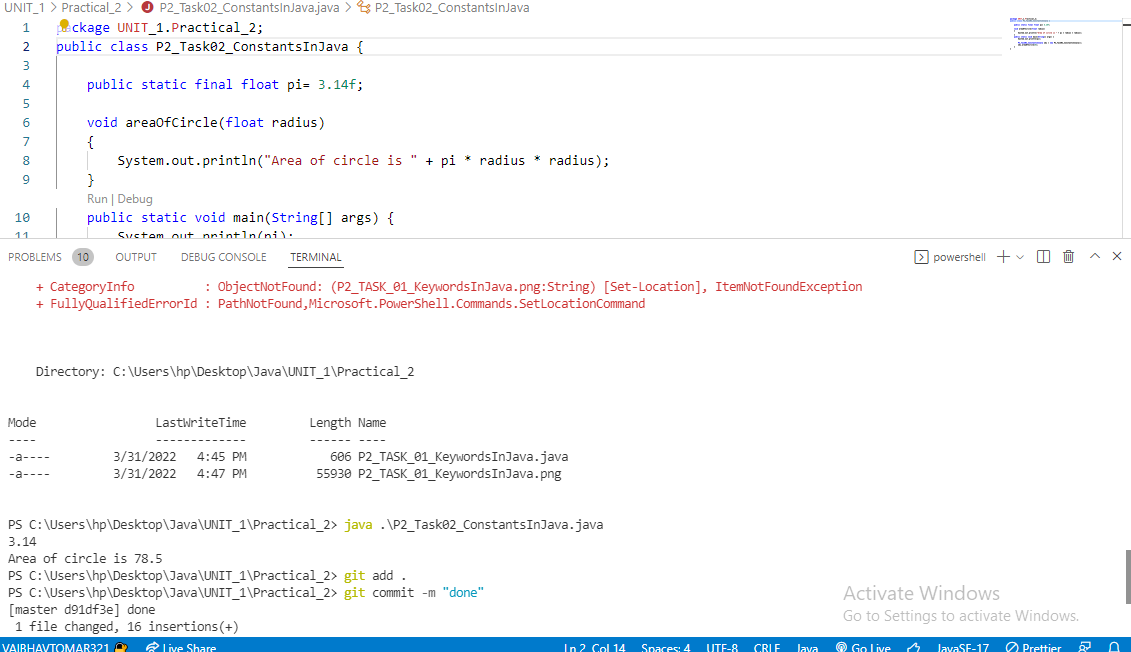 UNIT_1 > Practical_2 > J P2_Task02_ConstantsInJava.java > P2_Task02_ConstantsInJava
1 package UNIT_1.Practical_2;
2 public class P2_Task02_ConstantsInJava {
3
4 public static final float pi= 3.14f;
5
6 void areaOfCircle(float radius)
7 {
8 System.out.println("Area of circle is " + pi * radius * radius);
9 }
Run | Debug
10 public static void main(String[] args) {
11 System.out.println(pi);
PROBLEMS 10 OUTPUT DEBUG CONSOLE TERMINAL powershell
+ CategoryInfo : ObjectNotFound: (P2_TASK_01_KeywordsInJava.png:String) [Set-Location], ItemNotFoundException
+ FullyQualifiedErrorId : PathNotFound,Microsoft.PowerShell.Commands.SetLocationCommand
Directory: C:\Users\hp\Desktop\Java\UNIT_1\Practical_2
Mode LastWriteTime Length Name
---- ------------- ------ ----
-a---- 3/31/2022 4:45 PM 606 P2_TASK_01_KeywordsInJava.java
-a---- 3/31/2022 4:47 PM 55930 P2_TASK_01_KeywordsInJava.png
PS C:\Users\hp\Desktop\Java\UNIT_1\Practical_2> java .\P2_Task02_ConstantsInJava.java
3.14
Area of circle is 78.5
PS C:\Users\hp\Desktop\Java\UNIT_1\Practical_2> git add .
PS C:\Users\hp\Desktop\Java\UNIT_1\Practical_2> git commit -m "done"
[master d91df3e] done
1 file changed, 16 insertions(+)
Activate Windows
Go to Settings to activate Windows.
VAIBHAVTOMAR321 Live Share Ln 2, Col 14 Spaces: 4 UTF-8 CRLF Java Go Live JavaSE-17 Prettier